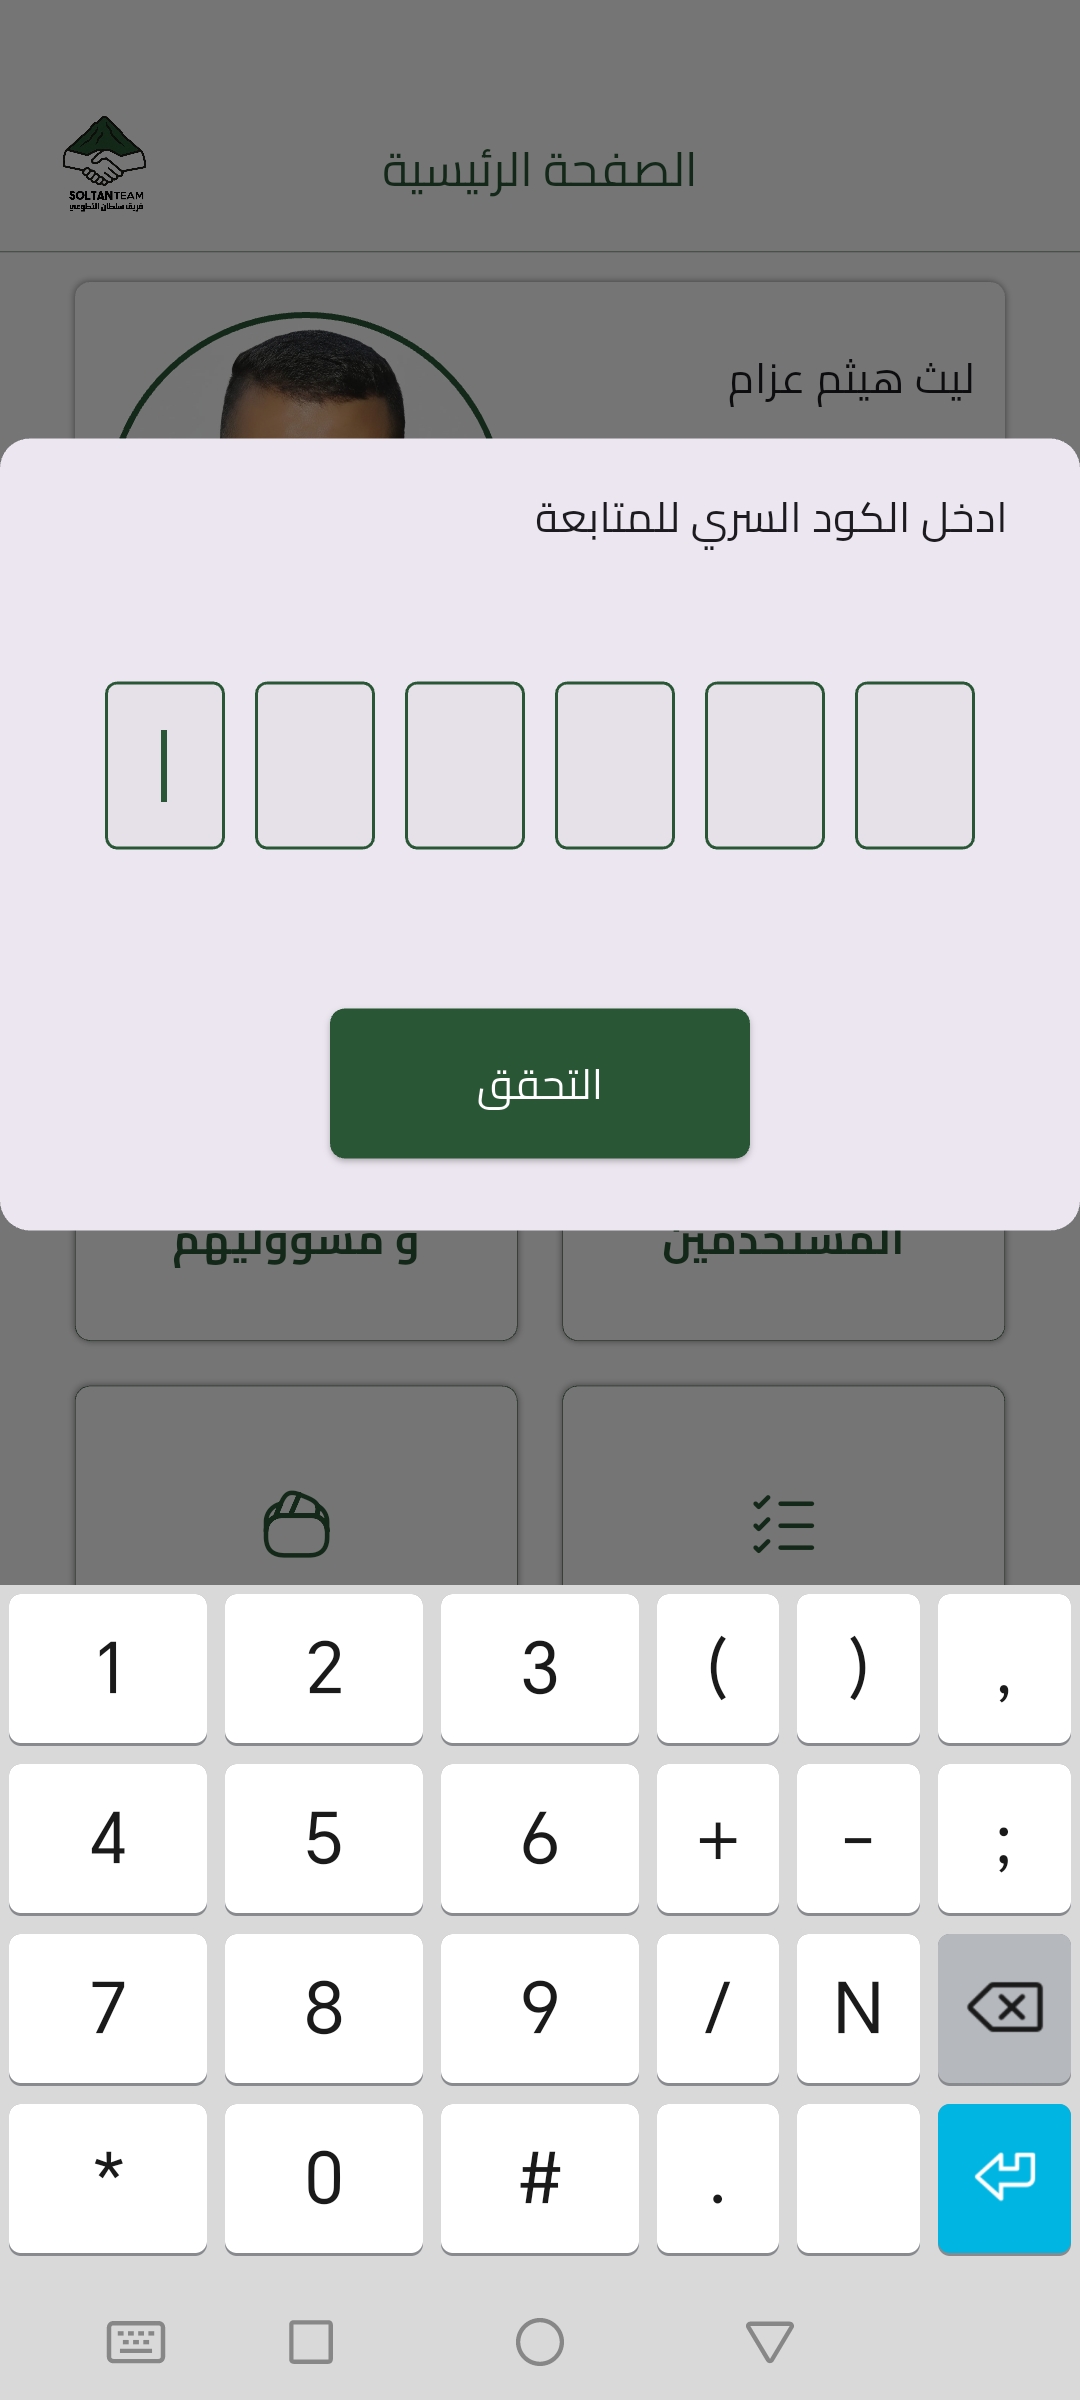 الصفحة الرئيسية
SOLTANTEAM
فريق سلطان التطوعي
ليث هيثم عزام
ادخل الكود السري للمتابعة
التحقق
المستخدمين
و مسؤوليهم
1 2 3 ( ) ,
4 5 6 + - ;
7 8 9 / N
* 0 # .